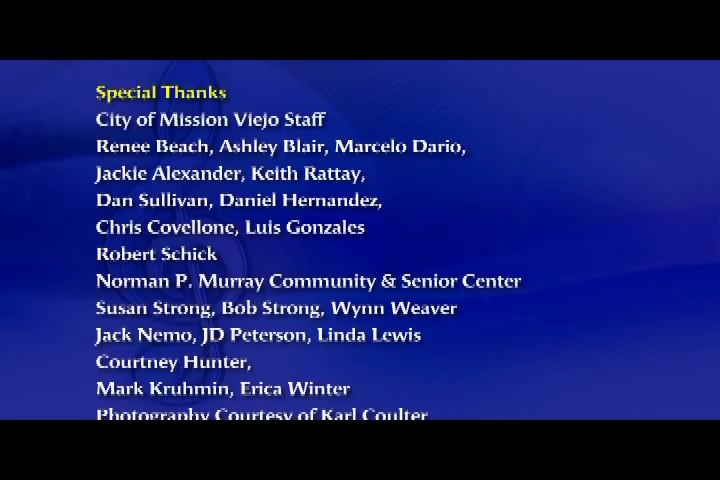 Special Thanks
City of Mission Viejo Staff
Renee Beach, Ashley Blair, Marcelo Dario,
Jackie Alexander, Keith Rattay,
Dan Sullivan, Daniel Hernandez,
Chris Covellone, Luis Gonzales
Robert Schick
Norman P. Murray Community & Senior Center
Susan Strong, Bob Strong, Wynn Weaver
Jack Nemo, JD Peterson, Linda Lewis
Courtney Hunter,
Mark Kruhmin, Erica Winter
Photography Courtesy of Karl Coulter